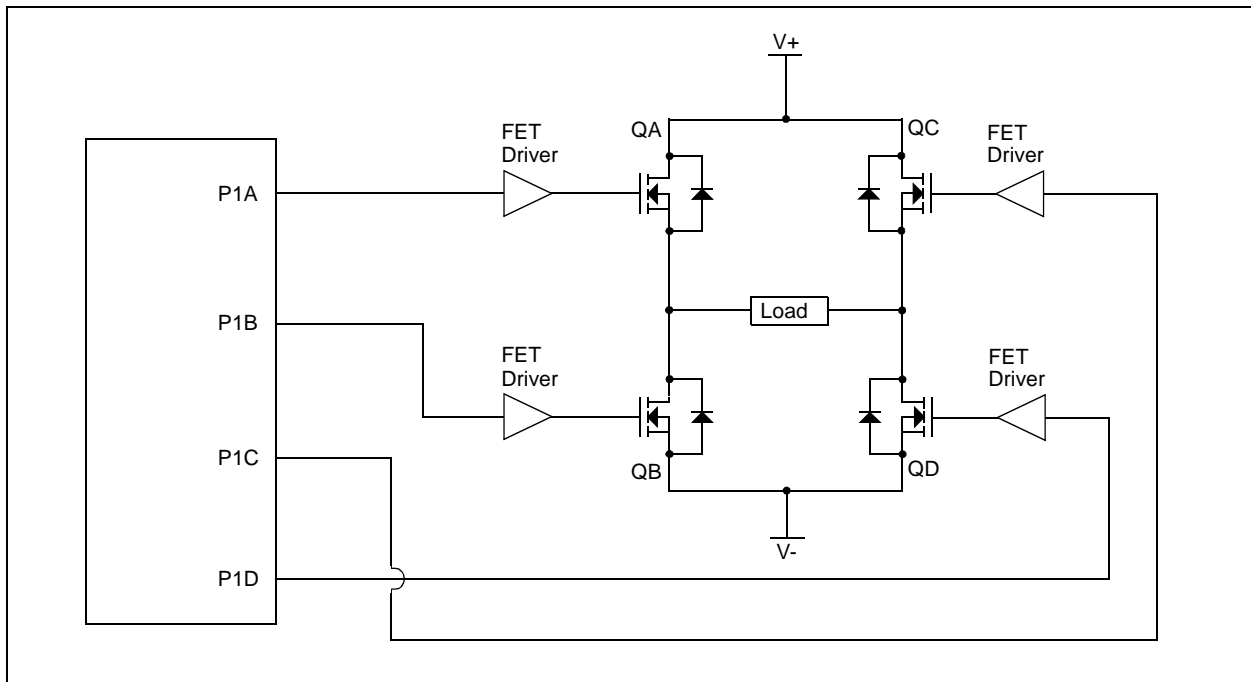 V+
FET
Driver
QA
QC
FET
Driver
P1A
P1B
Load
FET
Driver
FET
Driver
P1C
QB
QD
V-
P1D